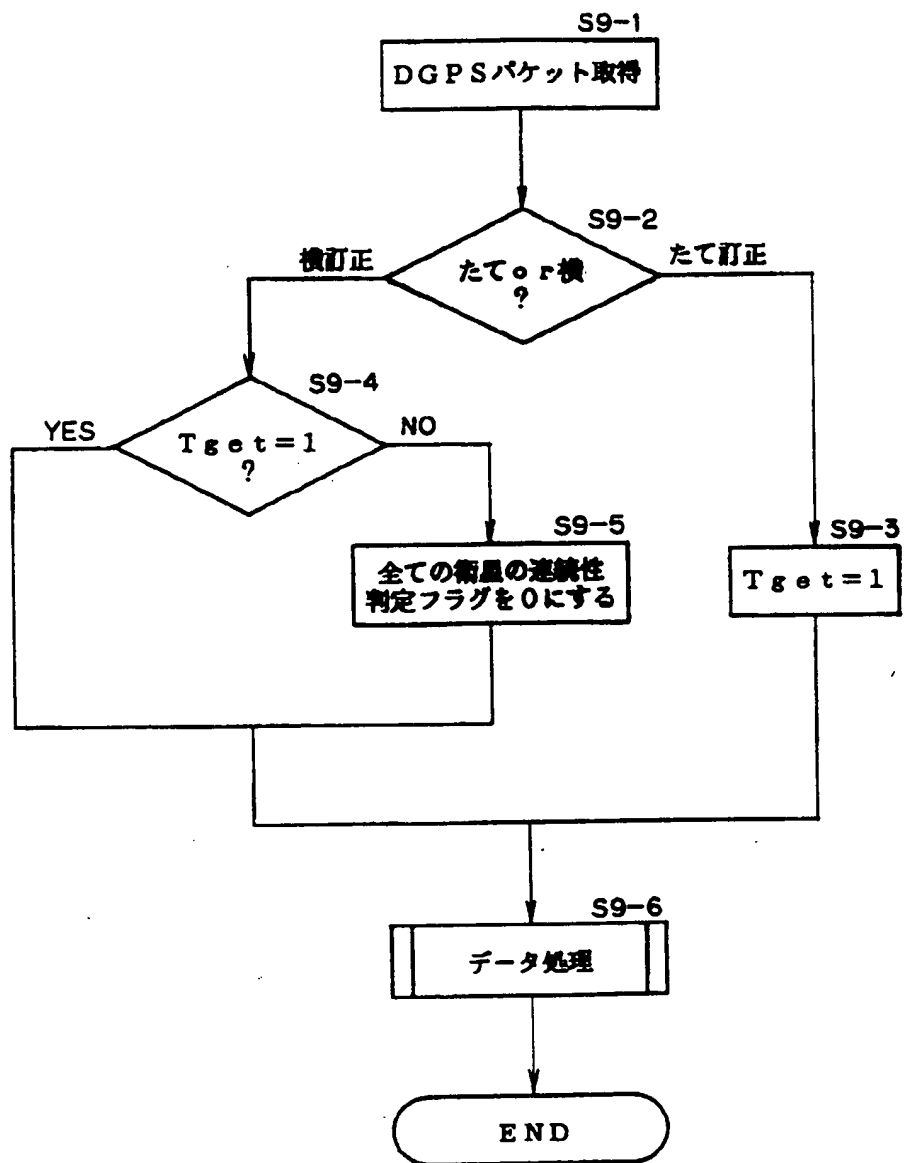 S9-1
DGPSパケット取得
S9-2
たてor横
?
横訂正
たて訂正
S9-4
YES
Tget=1
?
NO
S9-5
全ての衛星の連続性
判定フラグを0にする
S9-3
Tget=1
S9-6
データ処理
END